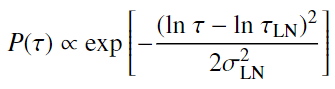 P(τ) ∝ exp [ − (ln τ − ln τ_LN)² / 2σ²_LN ]